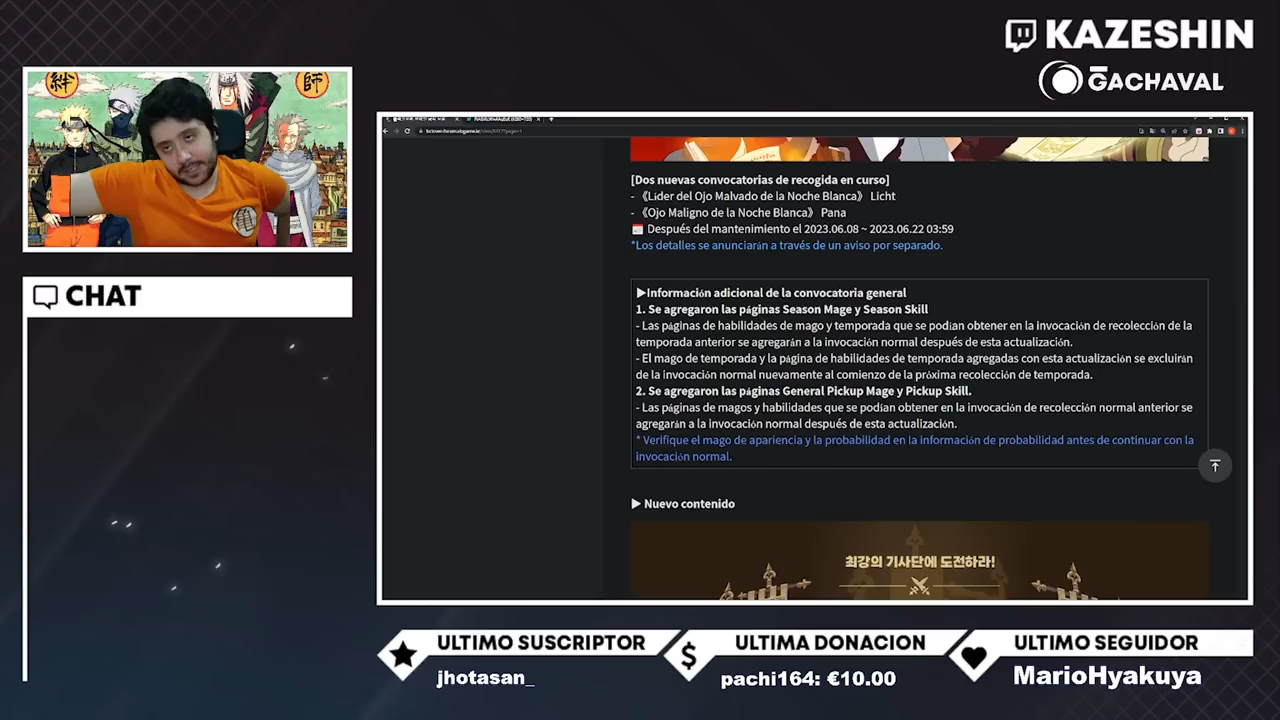 KAZESHIN
GACHAVAL
絆
師
bclover-forum.vicgame.kr
[Dos nuevas convocatorias de recogida en curso]
- 《Líder del Ojo Malvado de la Noche Blanca》 Licht
- 《Ojo Maligno de la Noche Blanca》 Pana
Después del mantenimiento el 2023.06.08 ~ 2023.06.22 03:59
*Los detalles se anunciarán a través de un aviso por separado.
▶Información adicional de la convocatoria general
1. Se agregaron las páginas Season Mage y Season Skill
- Las páginas de habilidades de mago y temporada que se podían obtener en la invocación de recolección de la
temporada anterior se agregarán a la invocación normal después de esta actualización.
- El mago de temporada y la página de habilidades de temporada agregadas con esta actualización se excluirán
de la invocación normal nuevamente al comienzo de la próxima recolección de temporada.
2. Se agregaron las páginas General Pickup Mage y Pickup Skill.
- Las páginas de magos y habilidades que se podían obtener en la invocación de recolección normal anterior se
agregarán a la invocación normal después de esta actualización.
* Verifique el mago de apariencia y la probabilidad en la información de probabilidad antes de continuar con la
invocación normal.
▶ Nuevo contenido
최강의 기사단에 도전하라!
CHAT
ULTIMO SUSCRIPTOR
jhotasan_
ULTIMA DONACION
pachi164: €10.00
ULTIMO SEGUIDOR
MarioHyakuya